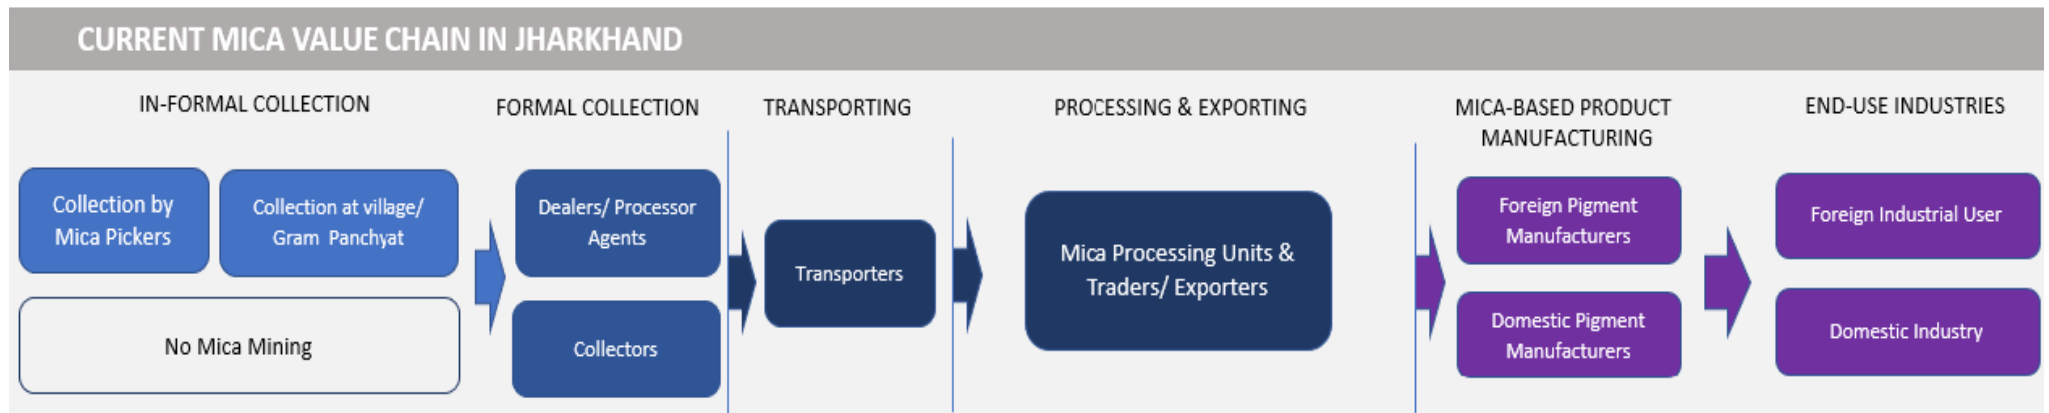 CURRENT MICA VALUE CHAIN IN JHARKHAND
IN-FORMAL COLLECTION
Collection by
Mica Pickers
Collection at village/
Gram Panchyat
No Mica Mining
FORMAL COLLECTION
Dealers/ Processor
Agents
Collectors
TRANSPORTING
Transporters
PROCESSING & EXPORTING
Mica Processing Units &
Traders/ Exporters
MICA-BASED PRODUCT
MANUFACTURING
Foreign Pigment
Manufacturers
Domestic Pigment
Manufacturers
END-USE INDUSTRIES
Foreign Industrial User
Domestic Industry